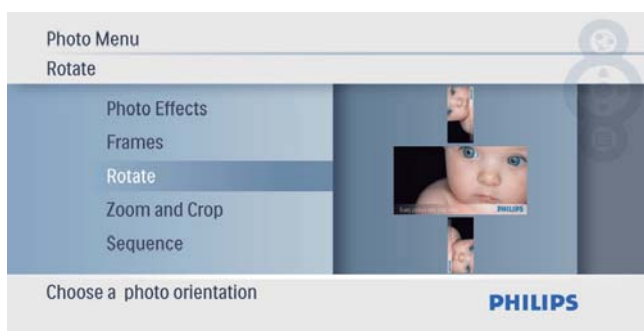 Photo Menu
Rotate
Photo Effects
Frames
Rotate
Zoom and Crop
Sequence
PHILIPS
Choose a photo orientation
PHILIPS